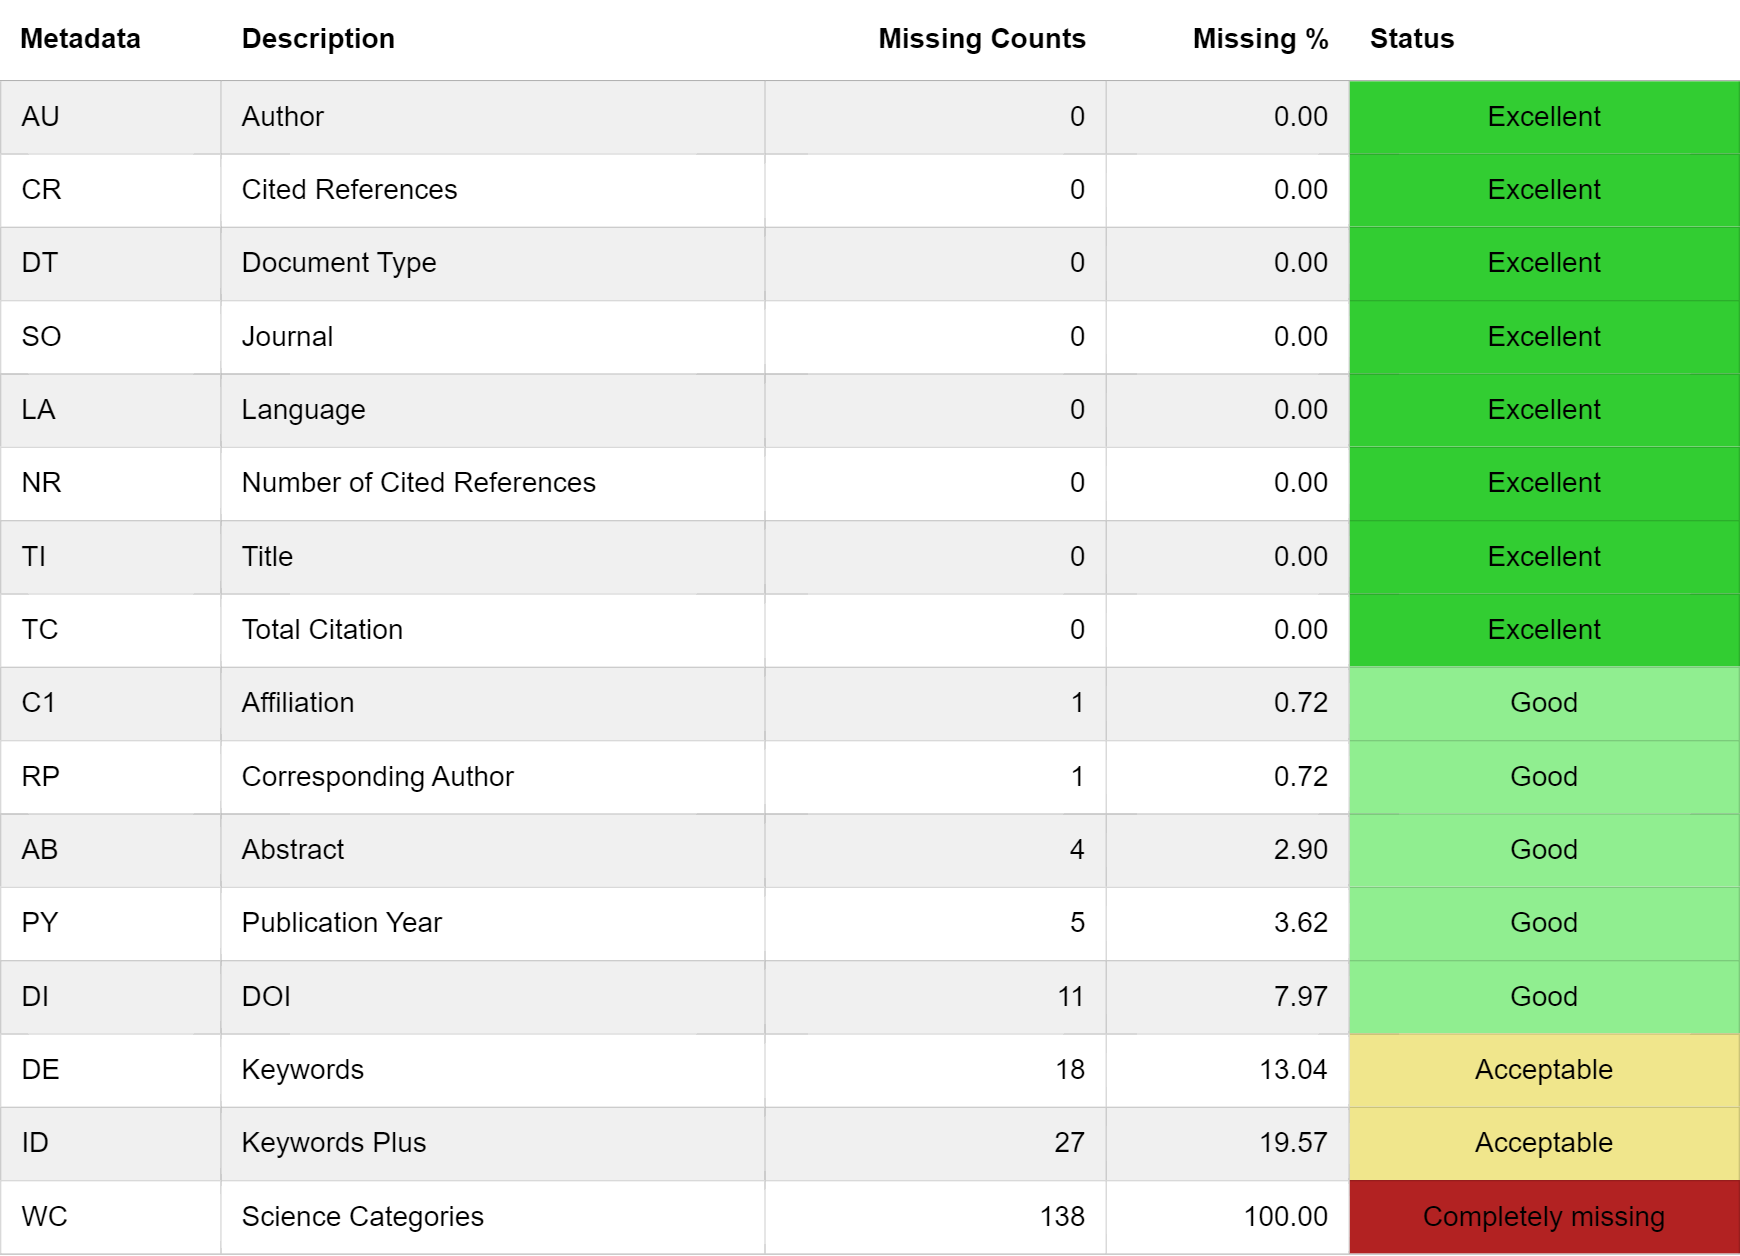 Metadata Description Missing Counts Missing % Status
AU Author 0 0.00 Excellent
CR Cited References 0 0.00 Excellent
DT Document Type 0 0.00 Excellent
SO Journal 0 0.00 Excellent
LA Language 0 0.00 Excellent
NR Number of Cited References 0 0.00 Excellent
TI Title 0 0.00 Excellent
TC Total Citation 0 0.00 Excellent
C1 Affiliation 1 0.72 Good
RP Corresponding Author 1 0.72 Good
AB Abstract 4 2.90 Good
PY Publication Year 5 3.62 Good
DI DOI 11 7.97 Good
DE Keywords 18 13.04 Acceptable
ID Keywords Plus 27 19.57 Acceptable
WC Science Categories 138 100.00 Completely missing